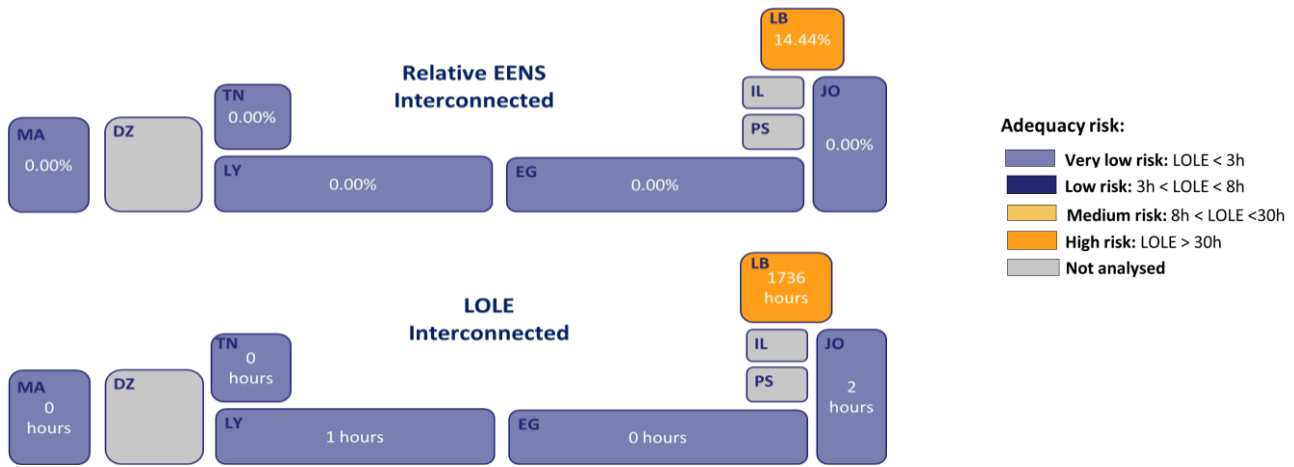 LB
14.44%
Relative EENS
Interconnected
TN
0.00%
IL
JO
MA
0.00%
DZ
PS
0.00%
LY
0.00%
EG
0.00%
Adequacy risk:
Very low risk: LOLE < 3h
Low risk: 3h < LOLE < 8h
Medium risk: 8h < LOLE <30h
High risk: LOLE > 30h
Not analysed
LB
1736
hours
LOLE
Interconnected
TN
0
hours
IL
JO
MA
0
hours
DZ
PS
2
hours
LY
1 hours
EG
0 hours